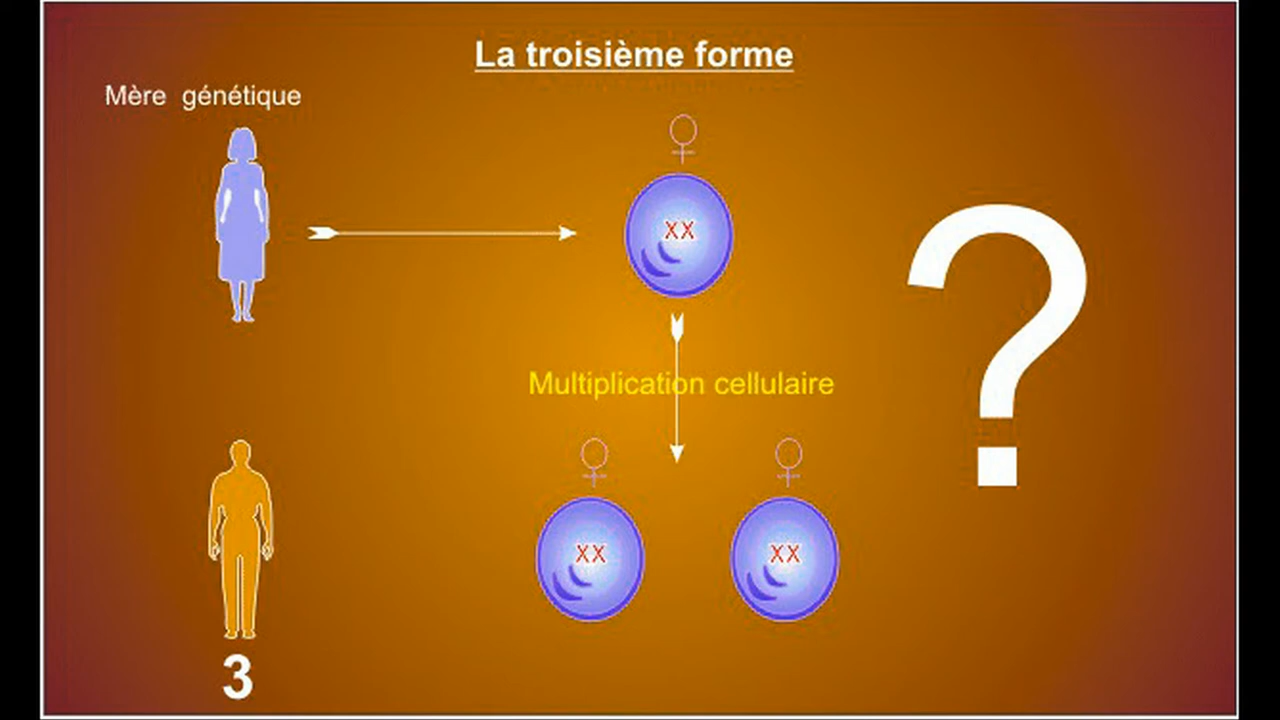 La troisième forme
Mère génétique
XX
Multiplication cellulaire
XX XX
?
3